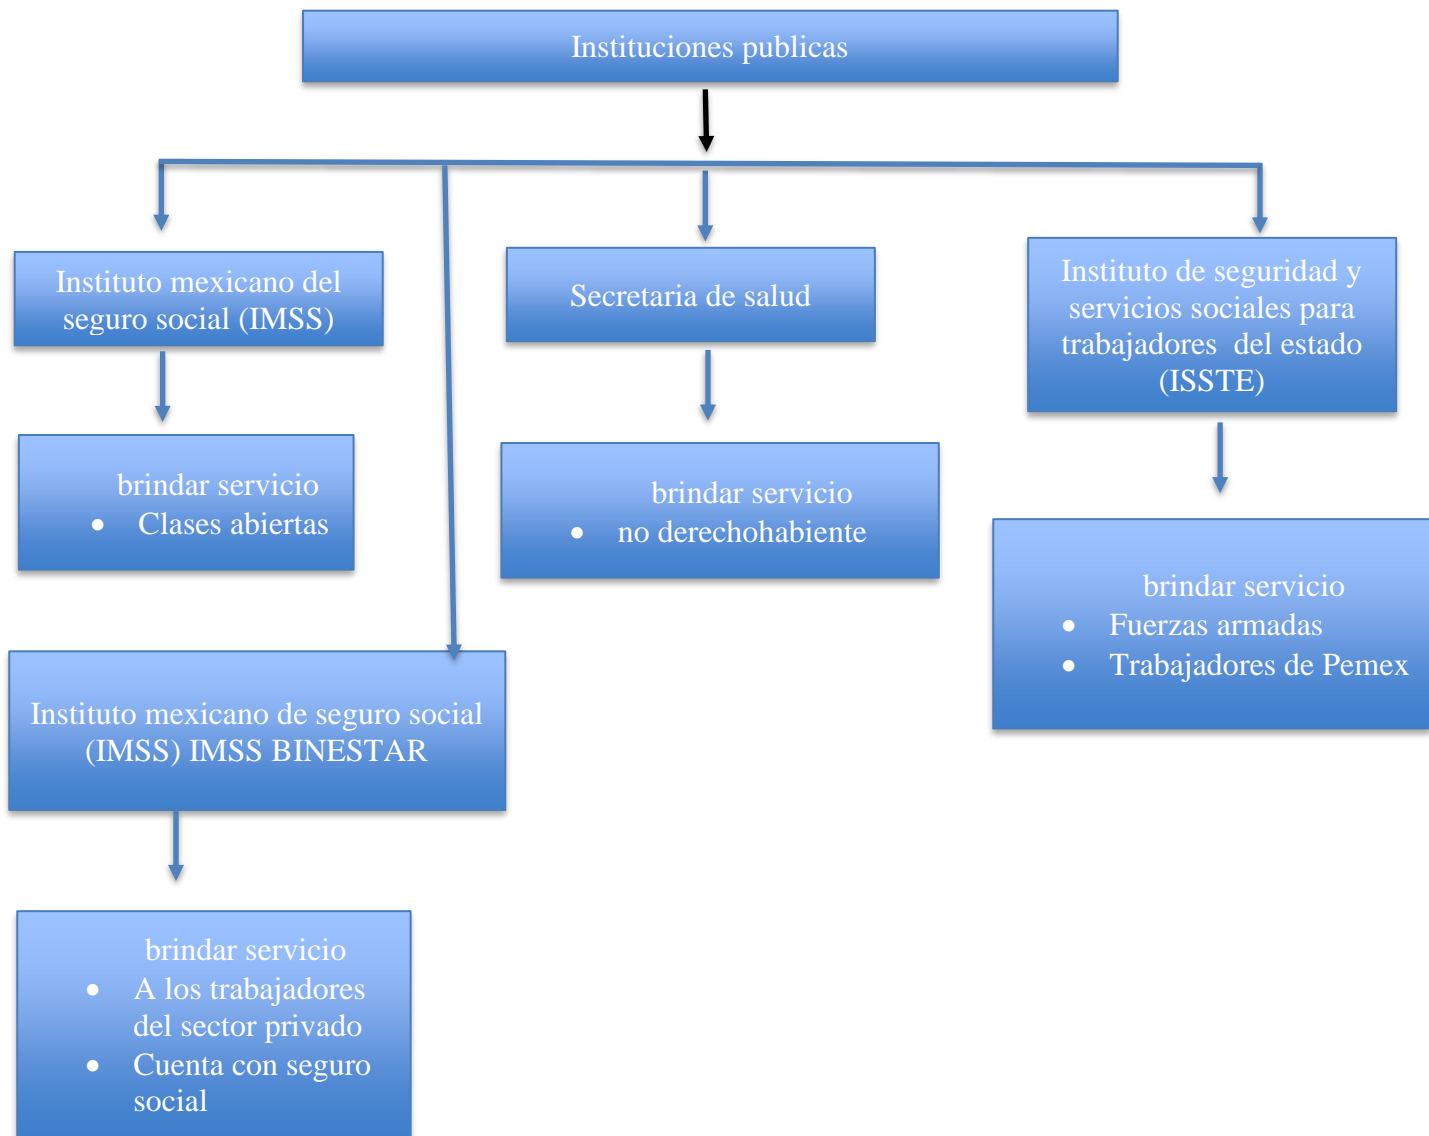 Instituciones publicas
Instituto mexicano del
seguro social (IMSS)
Secretaria de salud
Instituto de seguridad y
servicios sociales para
trabajadores  del estado
(ISSTE)
brindar servicio
• Clases abiertas
brindar servicio
• no derechohabiente
brindar servicio
• Fuerzas armadas
• Trabajadores de Pemex
Instituto mexicano de seguro social
(IMSS) IMSS BINESTAR
brindar servicio
• A los trabajadores
del sector privado
• Cuenta con seguro
social